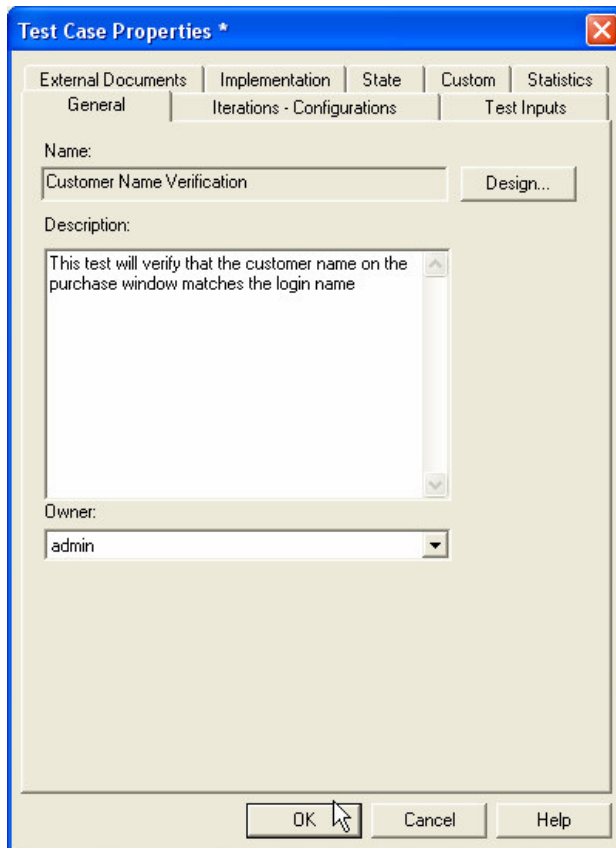 Test Case Properties *
External Documents
Implementation
State
Custom
Statistics
General
Iterations - Configurations
Test Inputs
Name:
Customer Name Verification
Design...
Description:
This test will verify that the customer name on the
purchase window matches the login name
Owner:
admin
OK
Cancel
Help